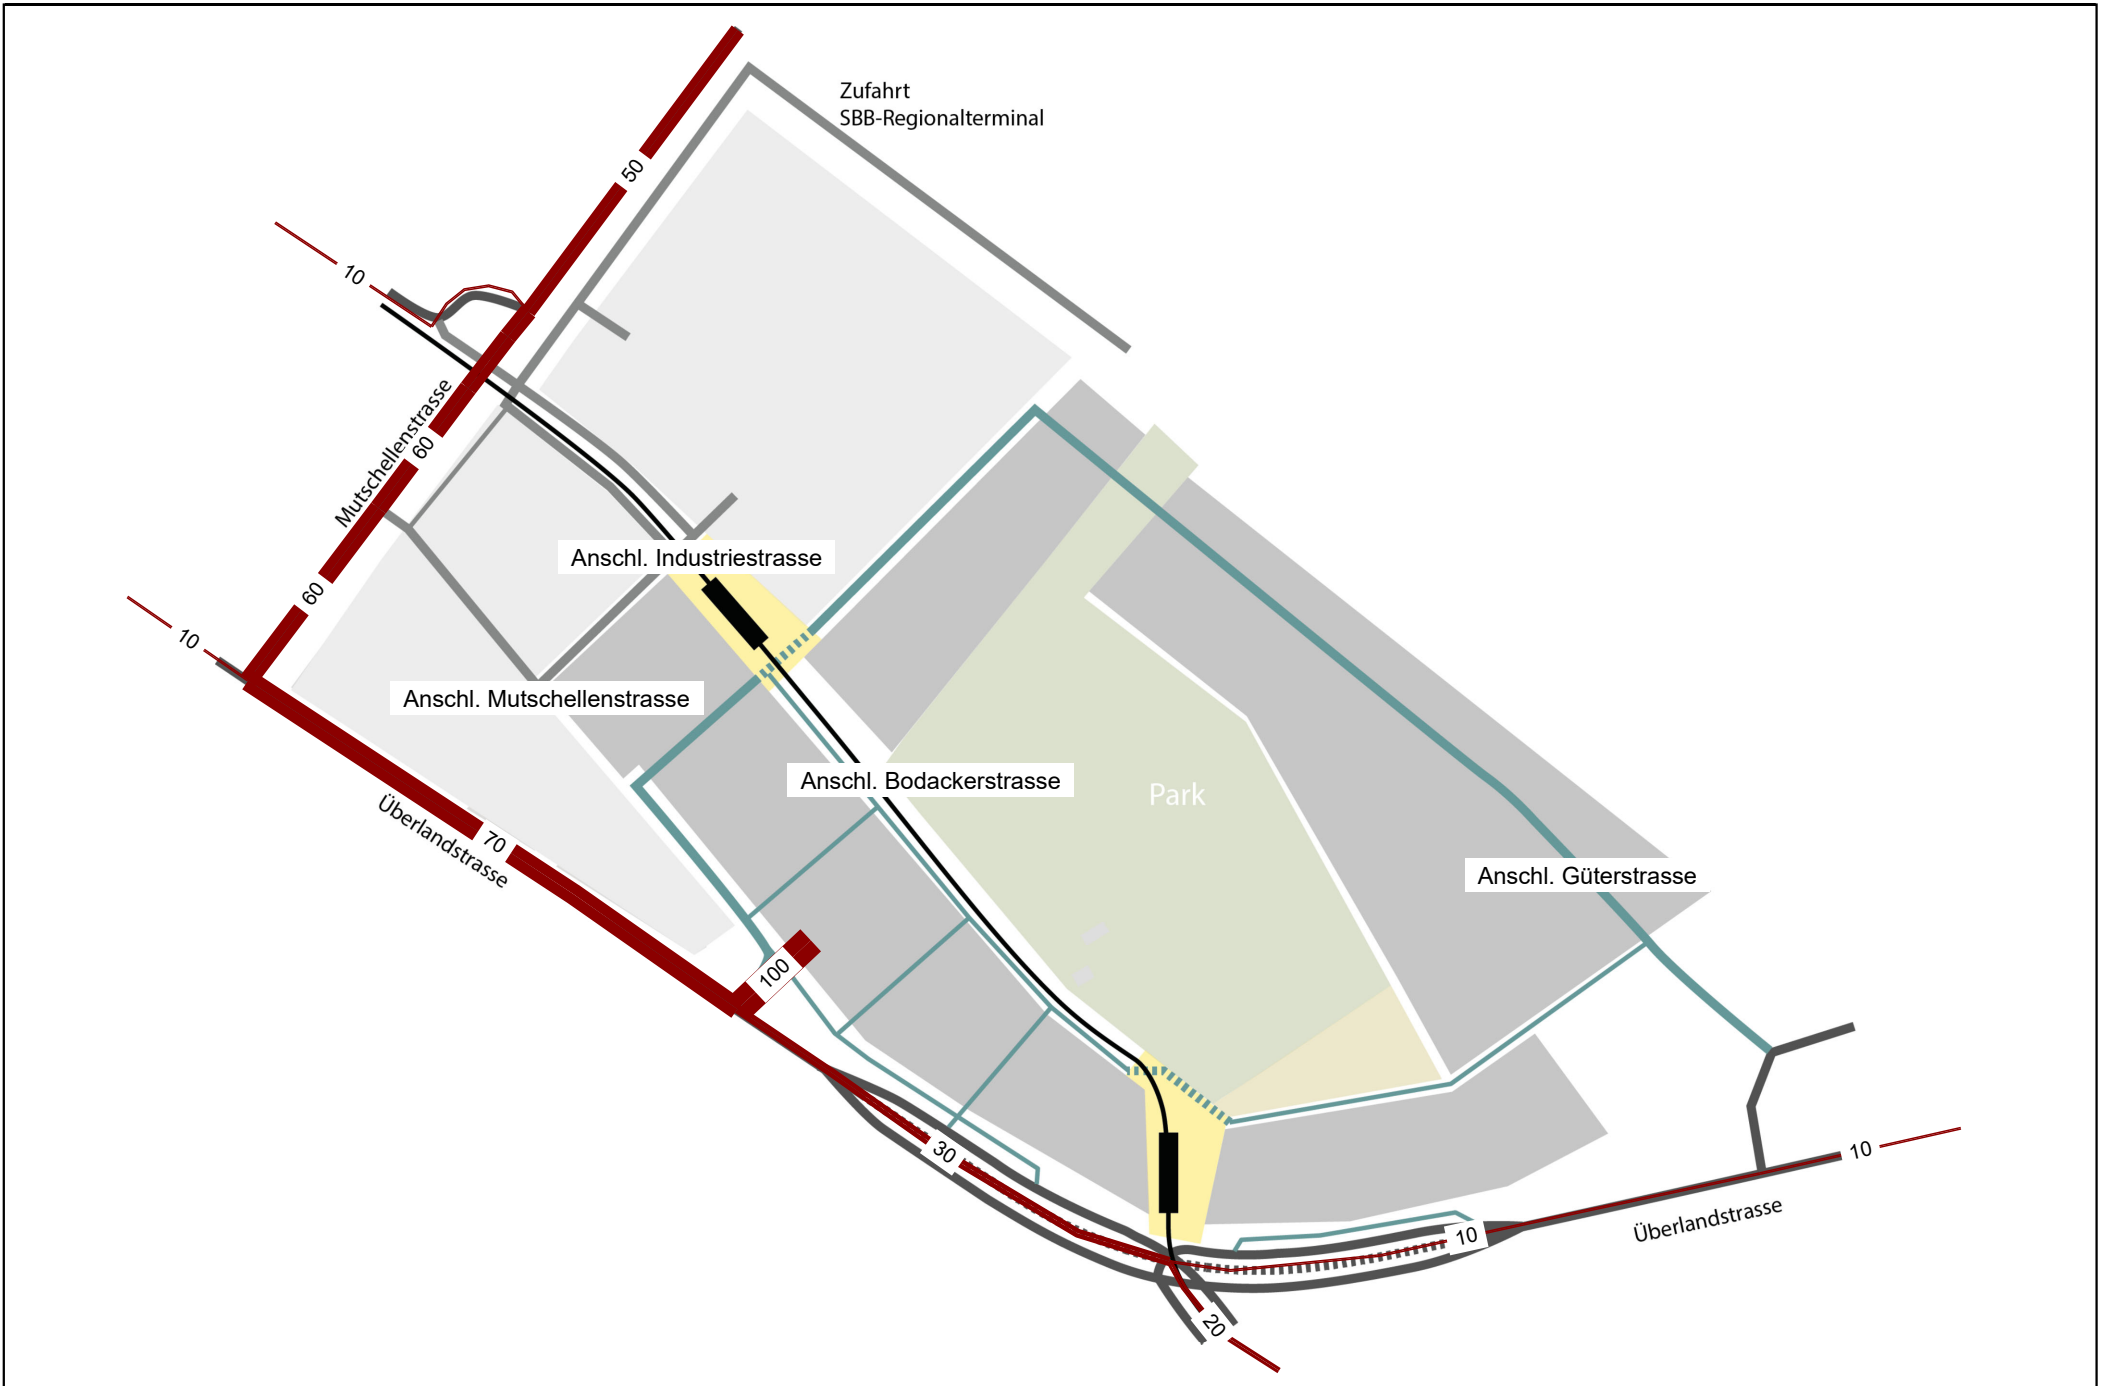 Zufahrt
SBB-Regionalterminal
50
10
Mutschellenstrasse
60
Anschl. Industriestrasse
60
10
Anschl. Mutschellenstrasse
Anschl. Bodackerstrasse
Park
Überlandstrasse
70
Anschl. Güterstrasse
100
30
10
10
Überlandstrasse
20